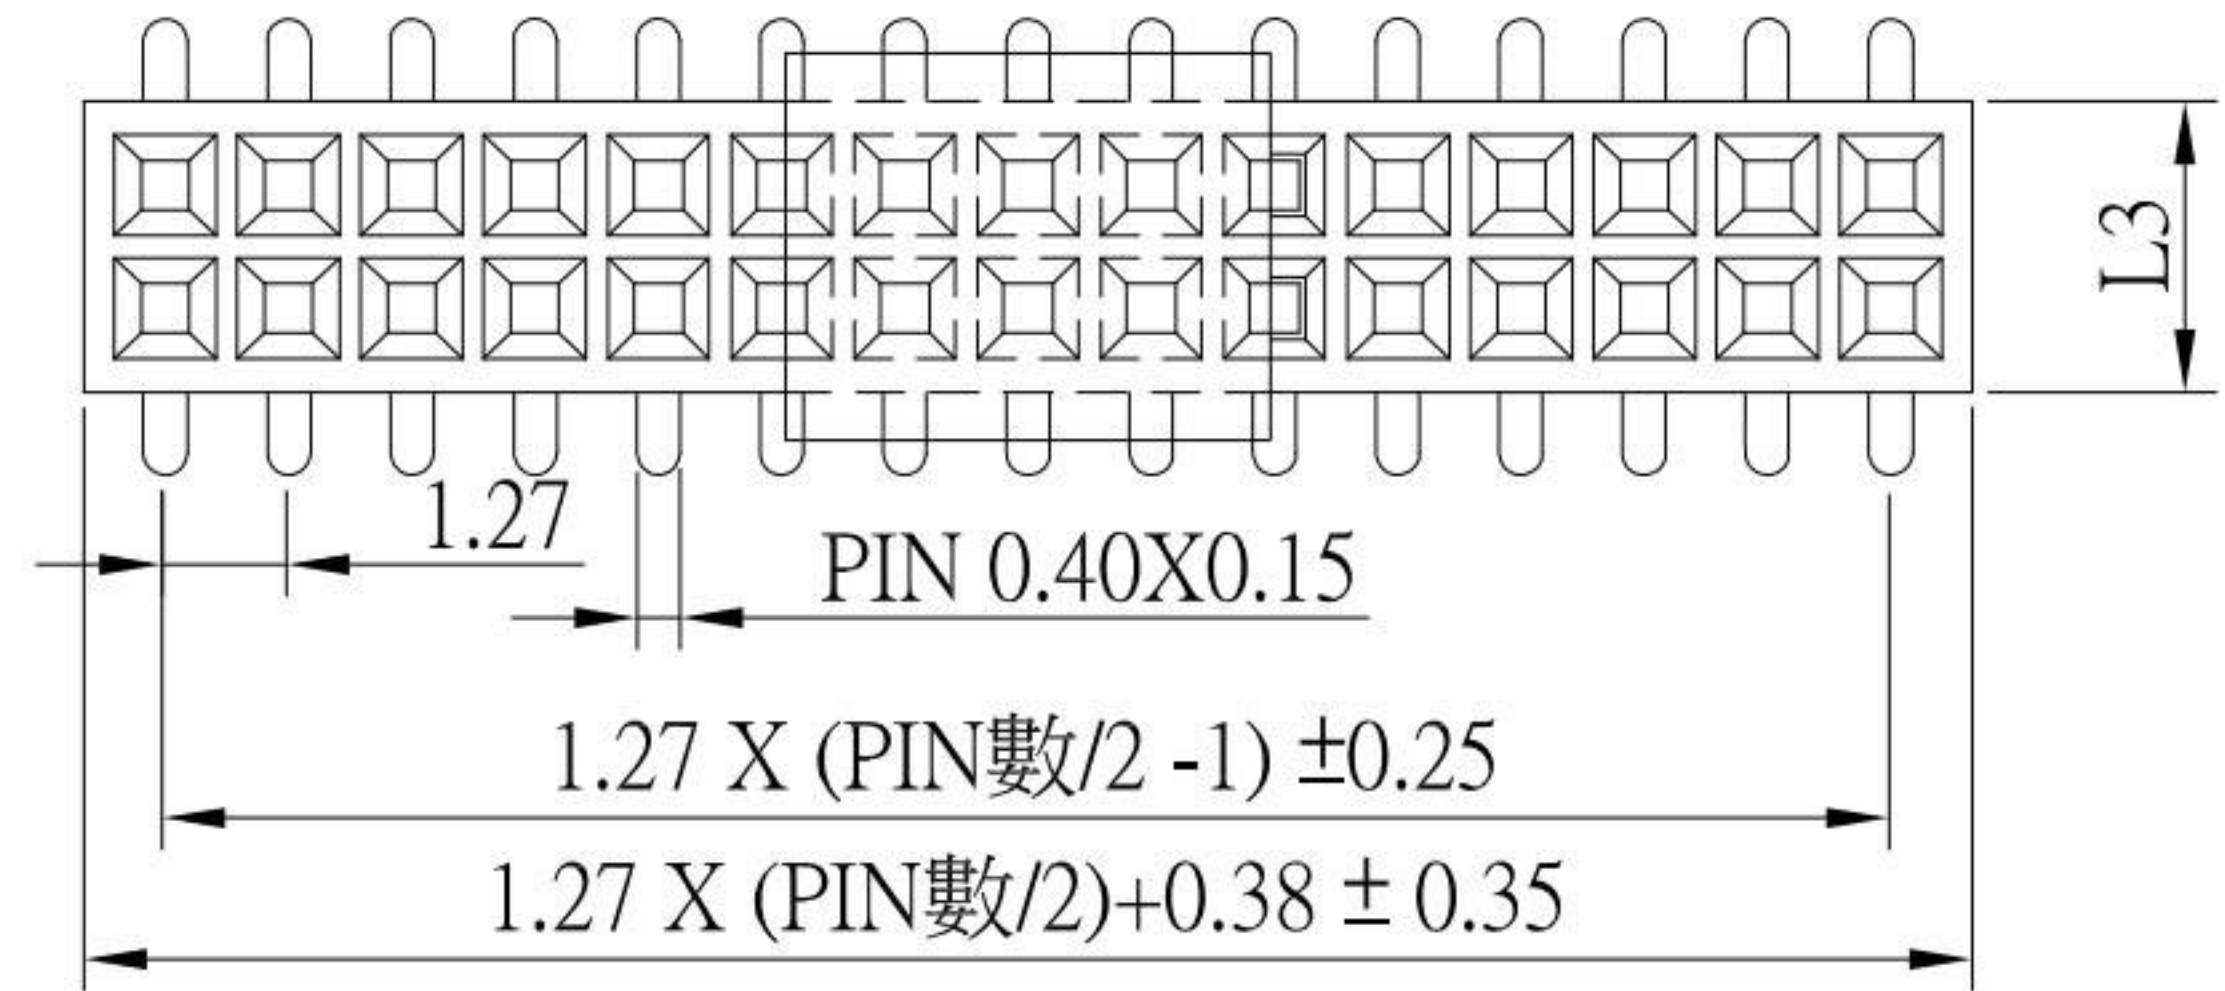 L3
1.27
PIN 0.40X0.15
1.27 X (PIN數/2 -1) ±0.25
1.27 X (PIN數/2)+0.38 ± 0.35